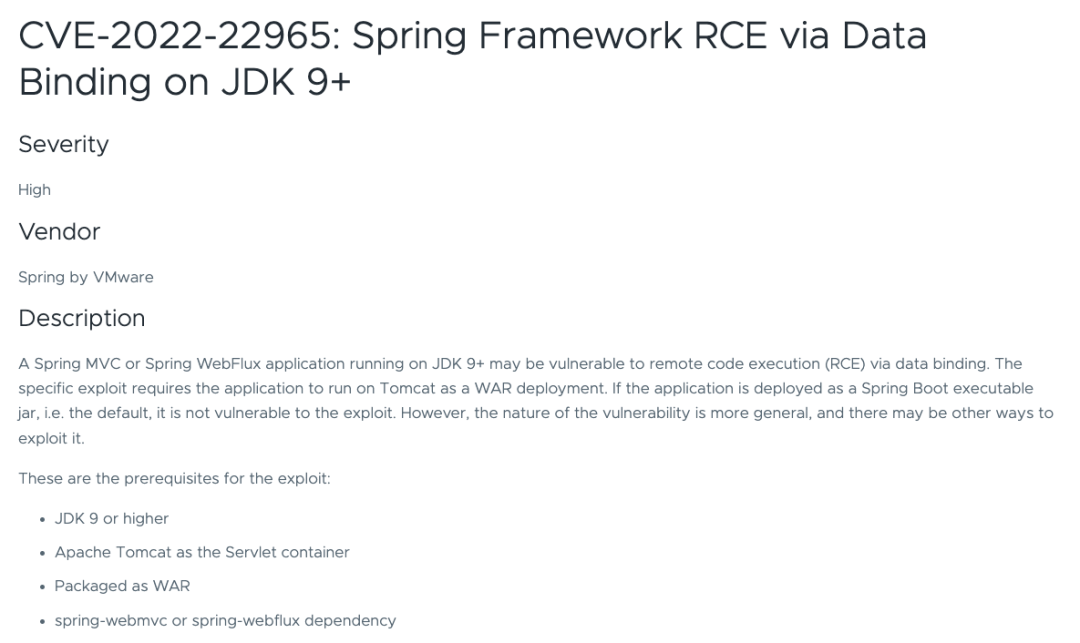 CVE-2022-22965: Spring Framework RCE via Data
Binding on JDK 9+
Severity
High
Vendor
Spring by VMware
Description
A Spring MVC or Spring WebFlux application running on JDK 9+ may be vulnerable to remote code execution (RCE) via data binding. The
specific exploit requires the application to run on Tomcat as a WAR deployment. If the application is deployed as a Spring Boot executable
jar, i.e. the default, it is not vulnerable to the exploit. However, the nature of the vulnerability is more general, and there may be other ways to
exploit it.
These are the prerequisites for the exploit:
• JDK 9 or higher
• Apache Tomcat as the Servlet container
• Packaged as WAR
• spring-webmvc or spring-webflux dependency